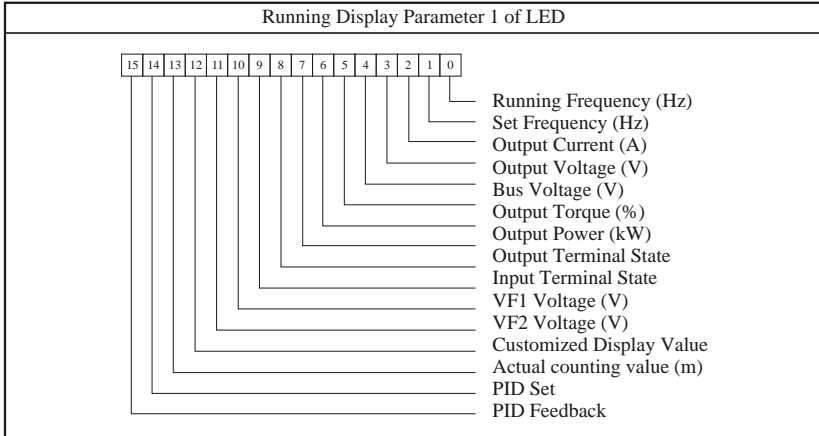 Running Display Parameter 1 of LED
15 14 13 12 11 10 9 8 7 6 5 4 3 2 1 0
Running Frequency (Hz)
Set Frequency (Hz)
Output Current (A)
Output Voltage (V)
Bus Voltage (V)
Output Torque (%)
Output Power (kW)
Output Terminal State
Input Terminal State
VF1 Voltage (V)
VF2 Voltage (V)
Customized Display Value
Actual counting value (m)
PID Set
PID Feedback